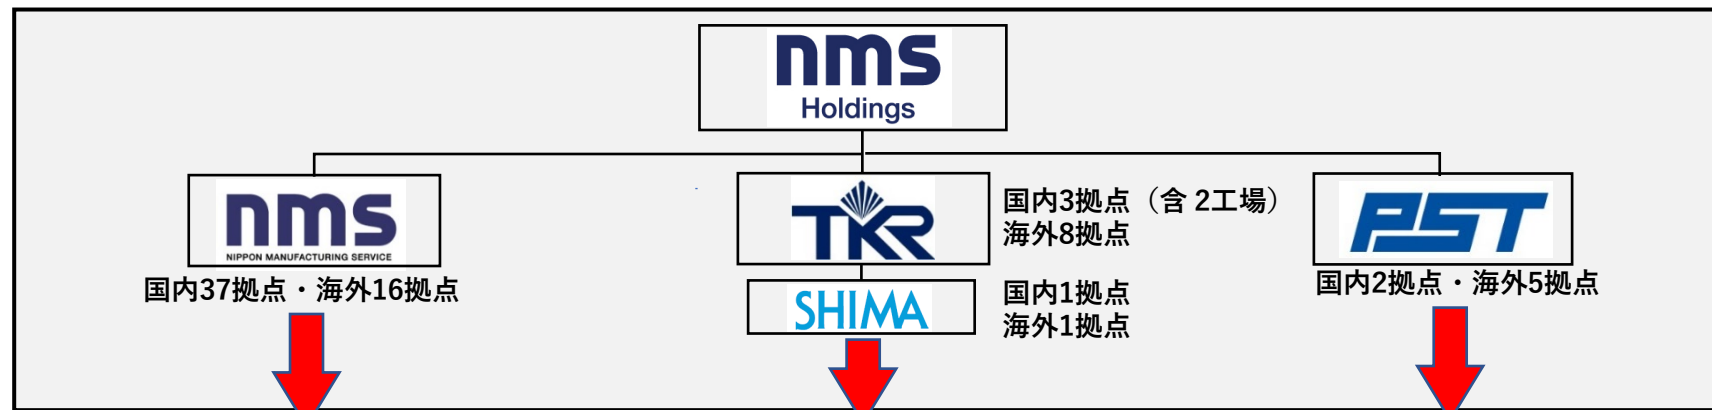 nms
Holdings
nms
NIPPON MANUFACTURING SERVICE
国内37拠点・海外16拠点
TKR
国内3拠点（含 2工場）
海外8拠点
SHIMA
国内1拠点
海外1拠点
PST
国内2拠点・海外5拠点